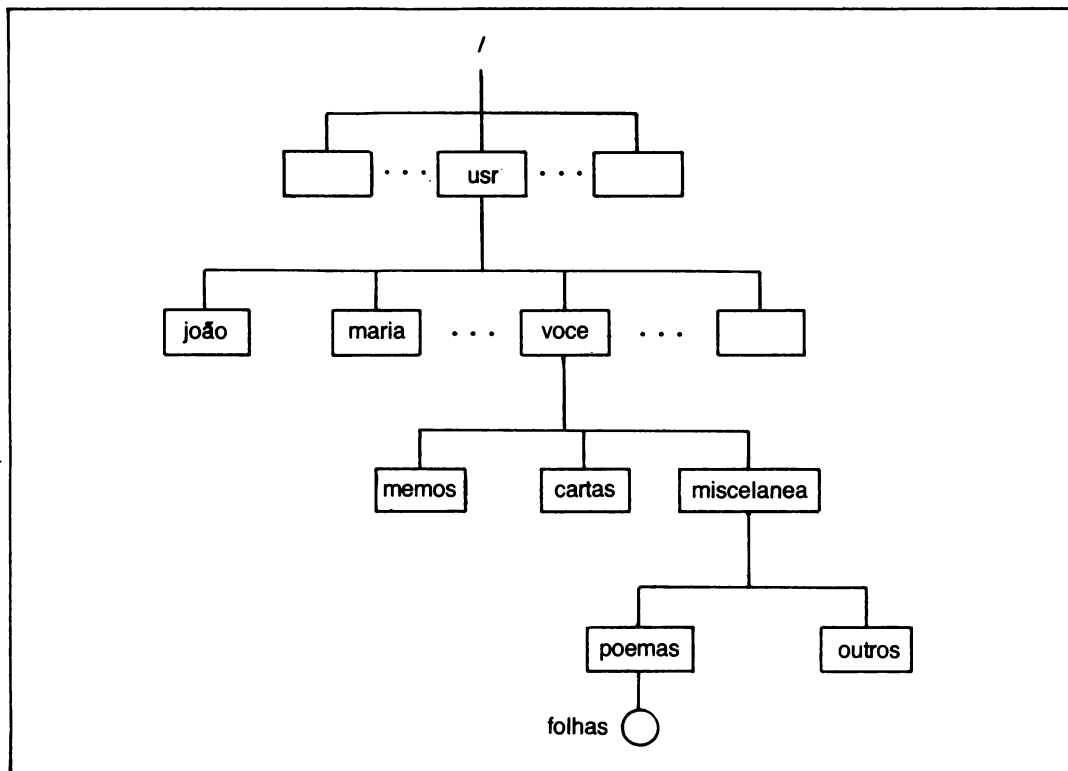 /
... usr ...
joão maria ... voce ...
memos cartas miscelanea
poemas outros
folhas